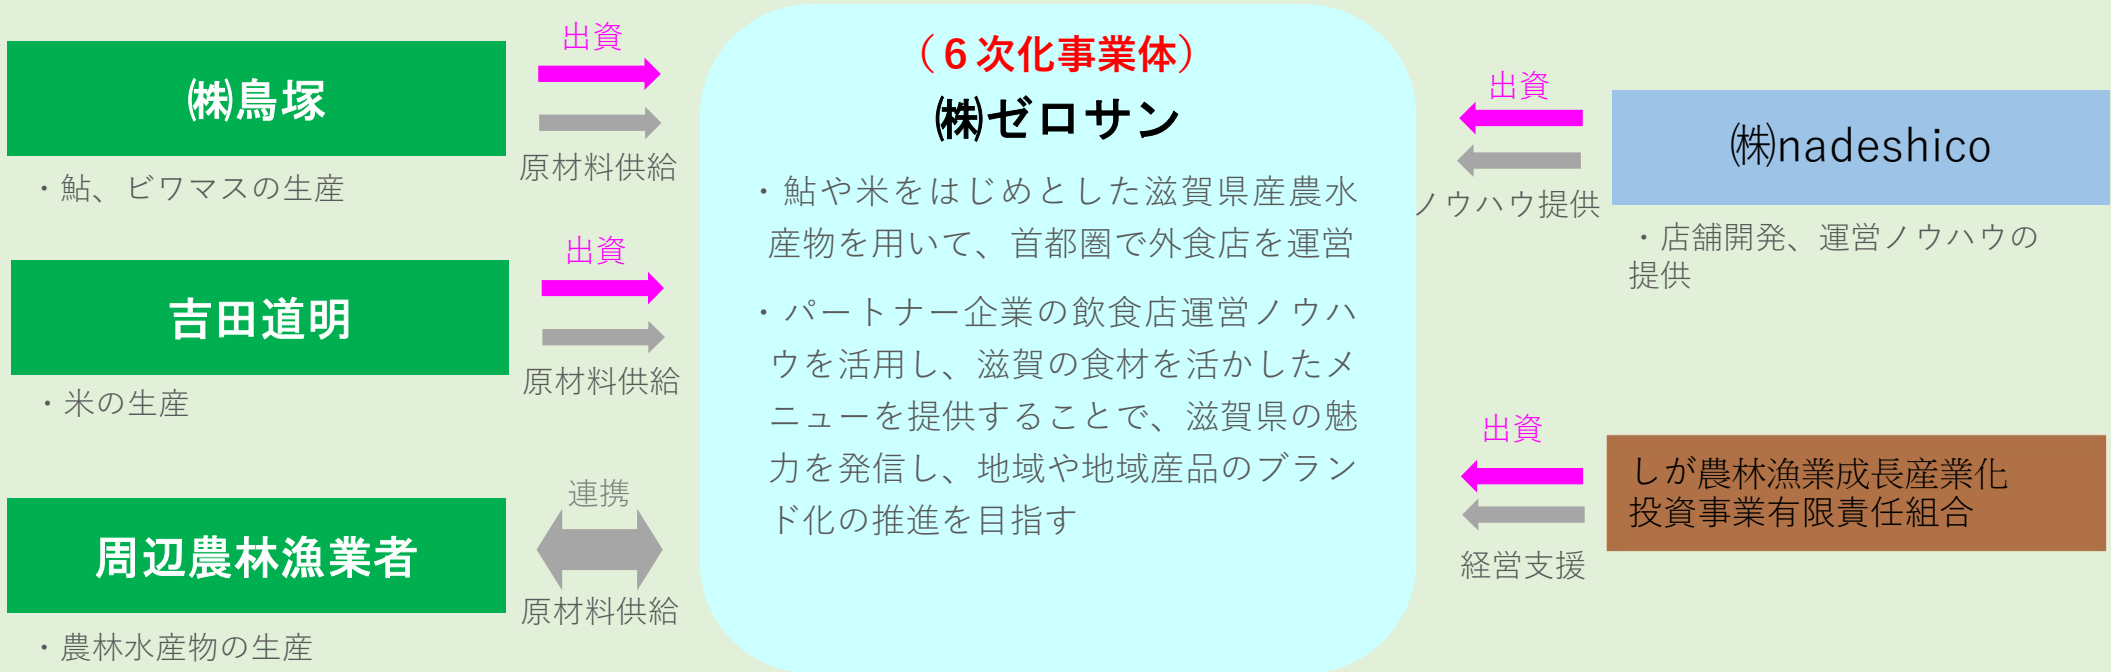 出資
㈱鳥塚
原材料供給
・鮎、ビワマスの生産
出資
吉田道明
原材料供給
・米の生産
連携
周辺農林漁業者
原材料供給
・農林水産物の生産
（６次化事業体）
㈱ゼロサン
・鮎や米をはじめとした滋賀県産農水
産物を用いて、首都圏で外食店を運営
・パートナー企業の飲食店運営ノウハ
ウを活用し、滋賀の食材を活かしたメ
ニューを提供することで、滋賀県の魅
力を発信し、地域や地域産品のブラン
ド化の推進を目指す
出資
㈱nadeshico
ノウハウ提供
・店舗開発、運営ノウハウの
提供
出資
しが農林漁業成長産業化
投資事業有限責任組合
経営支援